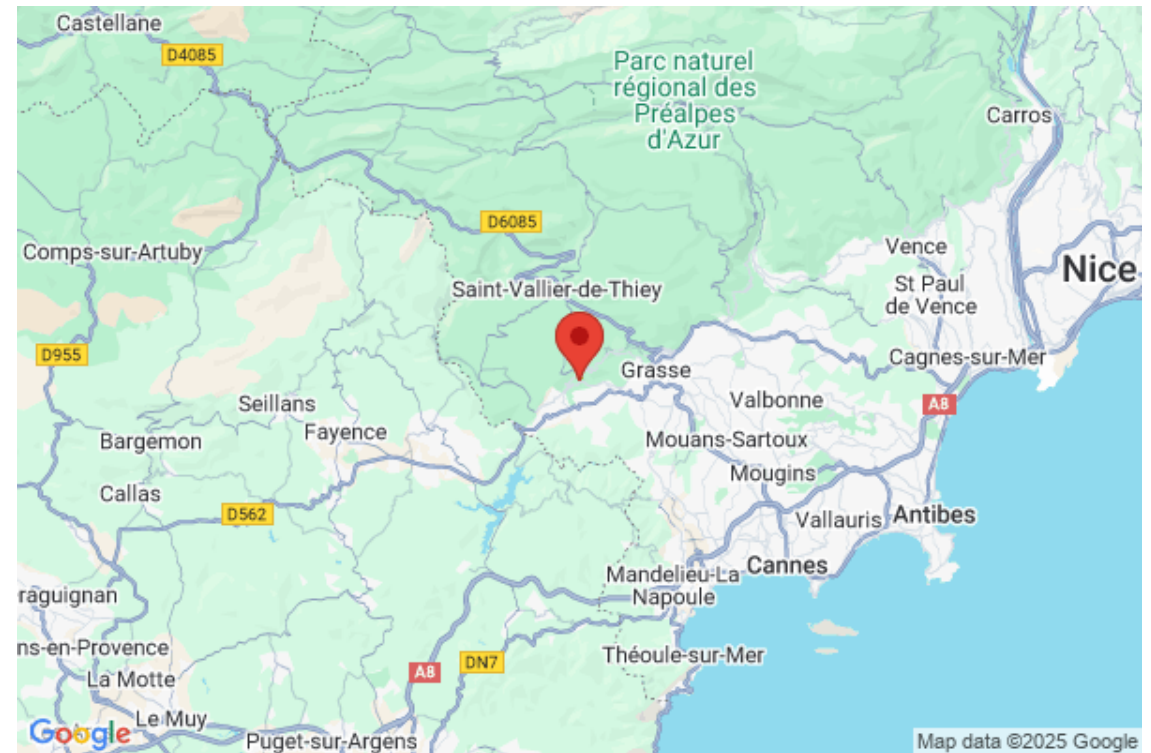 Castellane
D4085
Parc naturel
régional des
Préalpes
d'Azur
Carros
D6085
Comps-sur-Artuby
Vence
Nice
Saint-Vallier-de-Thiey
St Paul
de Vence
D955
Grasse
Cagnes-sur-Mer
Seillans
Valbonne
A8
Bargemon
Fayence
Mouans-Sartoux
Mougins
Callas
D562
Vallauris
Antibes
Mandelieu-La
Napoule
Cannes
raguignan
ns-en-Provence
La Motte
A8
DN7
Théoule-sur-Mer
Le Muy
Google
Puget-sur-Argens
Map data ©2025 Google